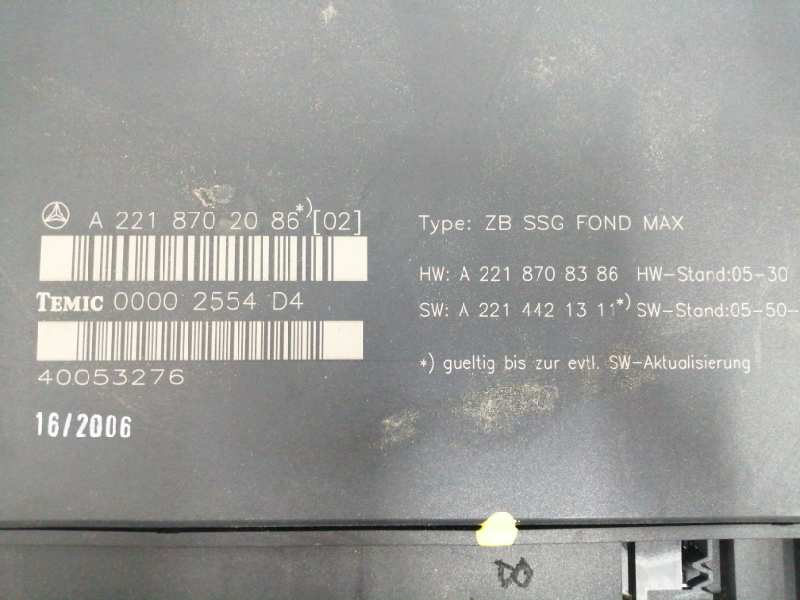 A 221 870 20 86*)[02]
TEMIC 0000 2554 D4
40053276
16/2006
Type: ZB SSG FOND MAX
HW: A 221 870 83 86 HW-Stand:05-30
SW: A 221 442 13 11*) SW-Stand:05-50-
*) gueltig bis zur evtl. SW-Aktualisierung